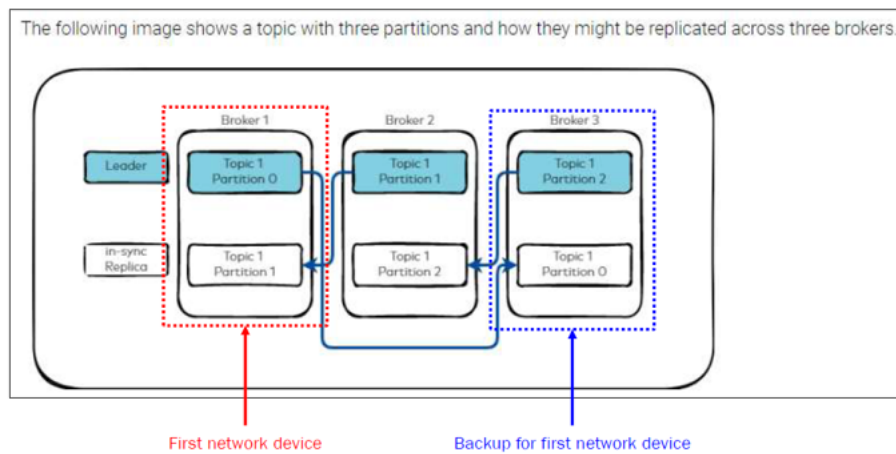 The following image shows a topic with three partitions and how they might be replicated across three brokers.
Broker 1
Broker 2
Broker 3
Leader
Topic 1
Partition 0
Topic 1
Partition 1
Topic 1
Partition 2
in-sync
Replica
Topic 1
Partition 1
Topic 1
Partition 2
Topic 1
Partition 0
First network device
Backup for first network device